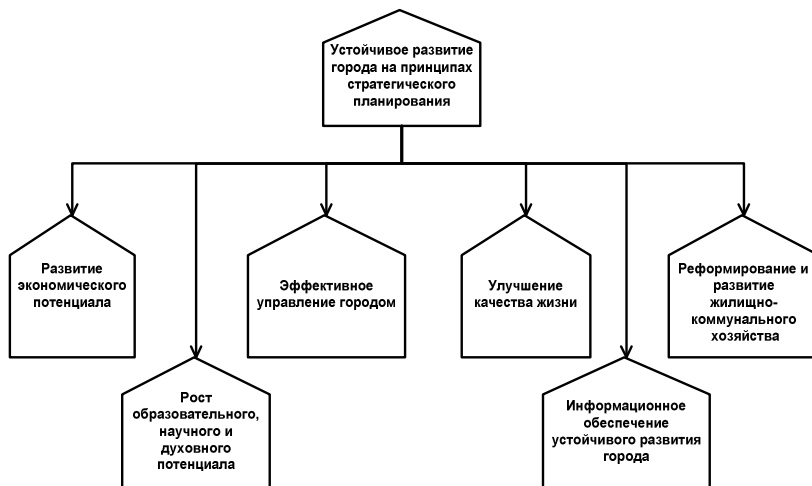 Устойчивое развитие
города на принципах
стратегического
планирования
Развитие
экономического
потенциала
Эффективное
управление городом
Улучшение
качества жизни
Реформирование и
развитие
жилищно-
коммунального
хозяйства
Рост
образовательного,
научного и
духовного
потенциала
Информационное
обеспечение
устойчивого развития
города